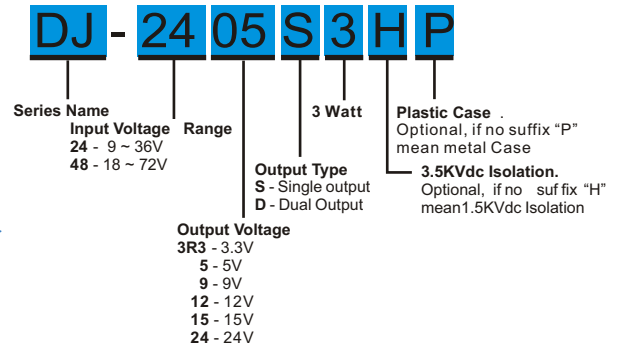 DJ - 24 05 S 3 H P
Series Name
Input Voltage Range
24 - 9 ~ 36V
48 - 18 ~ 72V
3 Watt
Plastic Case .
Optional, if no suffix “P”
mean metal Case
Output Type
S - Single output
D - Dual Output
3.5KVdc Isolation.
Optional, if no suf fix “H”
mean1.5KVdc Isolation
Output Voltage
3R3 - 3.3V
5 - 5V
9 - 9V
12 - 12V
15 - 15V
24 - 24V